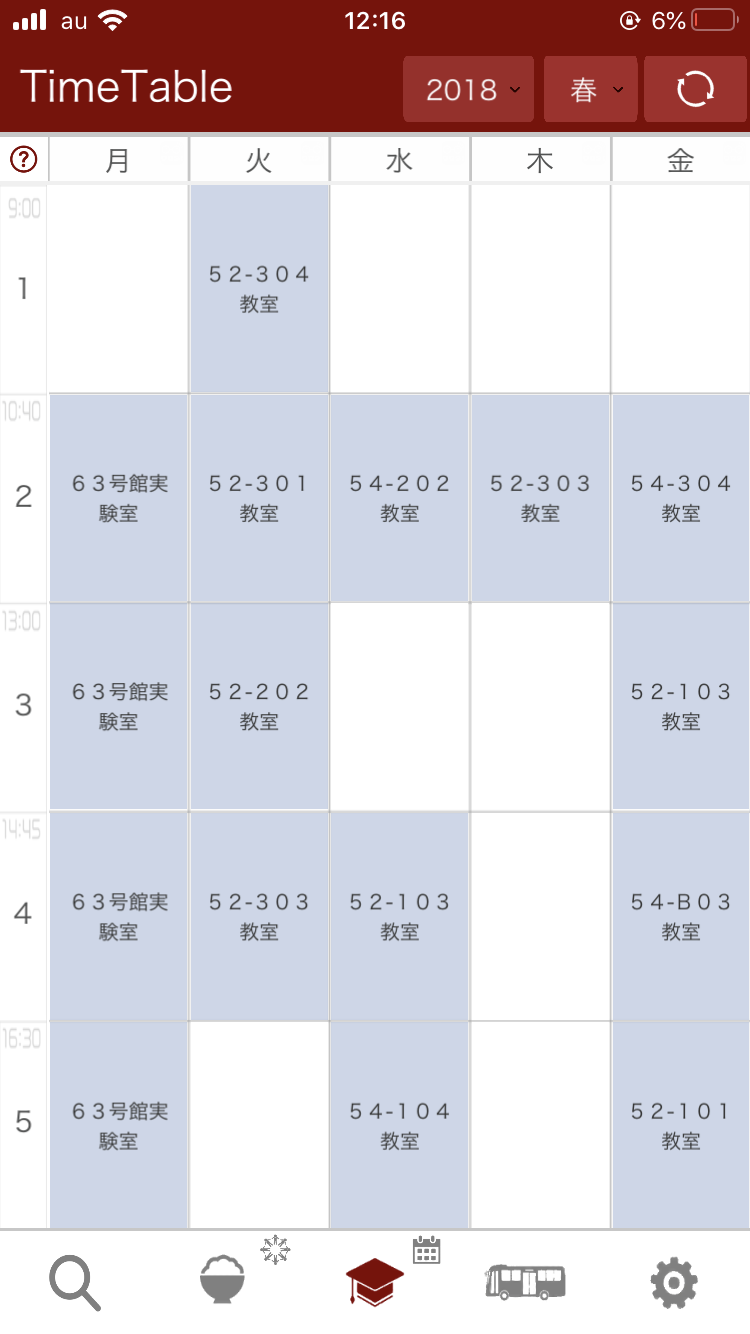 au 12:16 6%
TimeTable 2018 春
? 月 火 水 木 金
9:00
1
５２-３０４
教室
10:40
2
６３号館実
験室
５２-３０１
教室
５４-２０２
教室
５２-３０３
教室
５４-３０４
教室
13:00
3
６３号館実
験室
５２-２０２
教室
５２-１０３
教室
14:45
4
６３号館実
験室
５２-３０３
教室
５２-１０３
教室
５４-Ｂ０３
教室
16:30
5
６３号館実
験室
５４-１０４
教室
５２-１０１
教室